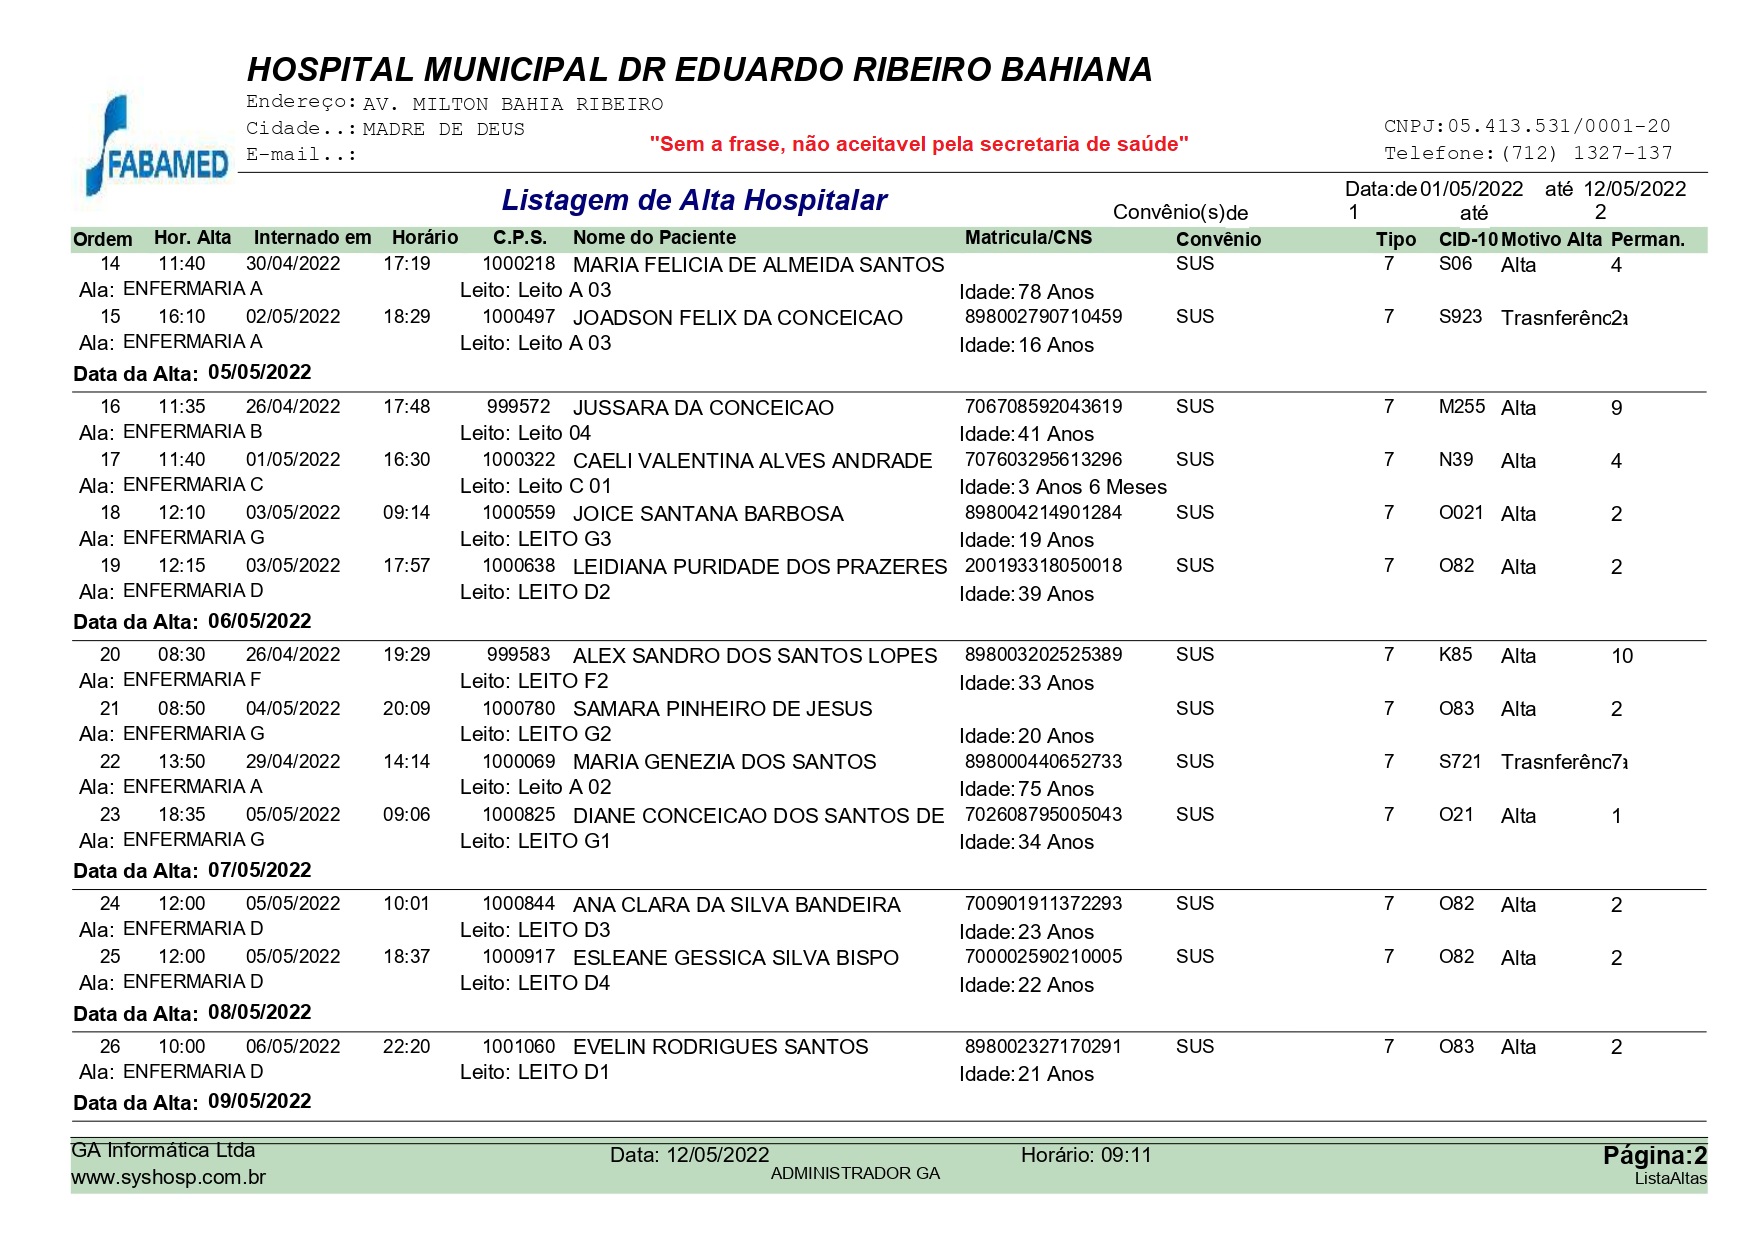 HOSPITAL MUNICIPAL DR EDUARDO RIBEIRO BAHIANA
Endereço: AV. MILTON BAHIA RIBEIRO
Cidade..: MADRE DE DEUS
E-mail..:
FABAMED
"Sem a frase, não aceitavel pela secretaria de saúde"
CNPJ:05.413.531/0001-20
Telefone:(712) 1327-137
Listagem de Alta Hospitalar
Data:de 01/05/2022 até 12/05/2022
Convênio(s)de 1 até 2
Ordem Hor. Alta Internado em Horário C.P.S. Nome do Paciente Matricula/CNS Convênio Tipo CID-10 Motivo Alta Perman.
14 11:40 30/04/2022 17:19 1000218 MARIA FELICIA DE ALMEIDA SANTOS SUS 7 S06 Alta 4
Ala: ENFERMARIA A Leito: Leito A 03 Idade: 78 Anos
15 16:10 02/05/2022 18:29 1000497 JOADSON FELIX DA CONCEICAO 898002790710459 SUS 7 S923 Trasnferênc 2
Ala: ENFERMARIA A Leito: Leito A 03 Idade: 16 Anos
Data da Alta: 05/05/2022
16 11:35 26/04/2022 17:48 999572 JUSSARA DA CONCEICAO 706708592043619 SUS 7 M255 Alta 9
Ala: ENFERMARIA B Leito: Leito 04 Idade: 41 Anos
17 11:40 01/05/2022 16:30 1000322 CAELI VALENTINA ALVES ANDRADE 707603295613296 SUS 7 N39 Alta 4
Ala: ENFERMARIA C Leito: Leito C 01 Idade: 3 Anos 6 Meses
18 12:10 03/05/2022 09:14 1000559 JOICE SANTANA BARBOSA 898004214901284 SUS 7 O021 Alta 2
Ala: ENFERMARIA G Leito: LEITO G3 Idade: 19 Anos
19 12:15 03/05/2022 17:57 1000638 LEIDIANA PURIDADE DOS PRAZERES 200193318050018 SUS 7 O82 Alta 2
Ala: ENFERMARIA D Leito: LEITO D2 Idade: 39 Anos
Data da Alta: 06/05/2022
20 08:30 26/04/2022 19:29 999583 ALEX SANDRO DOS SANTOS LOPES 898003202525389 SUS 7 K85 Alta 10
Ala: ENFERMARIA F Leito: LEITO F2 Idade: 33 Anos
21 08:50 04/05/2022 20:09 1000780 SAMARA PINHEIRO DE JESUS SUS 7 O83 Alta 2
Ala: ENFERMARIA G Leito: LEITO G2 Idade: 20 Anos
22 13:50 29/04/2022 14:14 1000069 MARIA GENEZIA DOS SANTOS 898000440652733 SUS 7 S721 Trasnferênc 7
Ala: ENFERMARIA A Leito: Leito A 02 Idade: 75 Anos
23 18:35 05/05/2022 09:06 1000825 DIANE CONCEICAO DOS SANTOS DE 702608795005043 SUS 7 O21 Alta 1
Ala: ENFERMARIA G Leito: LEITO G1 Idade: 34 Anos
Data da Alta: 07/05/2022
24 12:00 05/05/2022 10:01 1000844 ANA CLARA DA SILVA BANDEIRA 700901911372293 SUS 7 O82 Alta 2
Ala: ENFERMARIA D Leito: LEITO D3 Idade: 23 Anos
25 12:00 05/05/2022 18:37 1000917 ESLEANE GESSICA SILVA BISPO 700002590210005 SUS 7 O82 Alta 2
Ala: ENFERMARIA D Leito: LEITO D4 Idade: 22 Anos
Data da Alta: 08/05/2022
26 10:00 06/05/2022 22:20 1001060 EVELIN RODRIGUES SANTOS 898002327170291 SUS 7 O83 Alta 2
Ala: ENFERMARIA D Leito: LEITO D1 Idade: 21 Anos
Data da Alta: 09/05/2022
GA Informática Ltda Data: 12/05/2022 Horário: 09:11 Página:2
www.syshosp.com.br ADMINISTRADOR GA ListaAltas